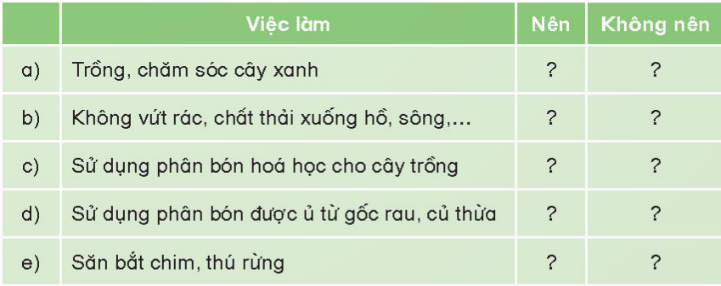 Việc làm Nên Không nên
a) Trồng, chăm sóc cây xanh ? ?
b) Không vứt rác, chất thải xuống hồ, sông,... ? ?
c) Sử dụng phân bón hoá học cho cây trồng ? ?
d) Sử dụng phân bón được ủ từ gốc rau, củ thừa ? ?
e) Săn bắt chim, thú rừng ? ?